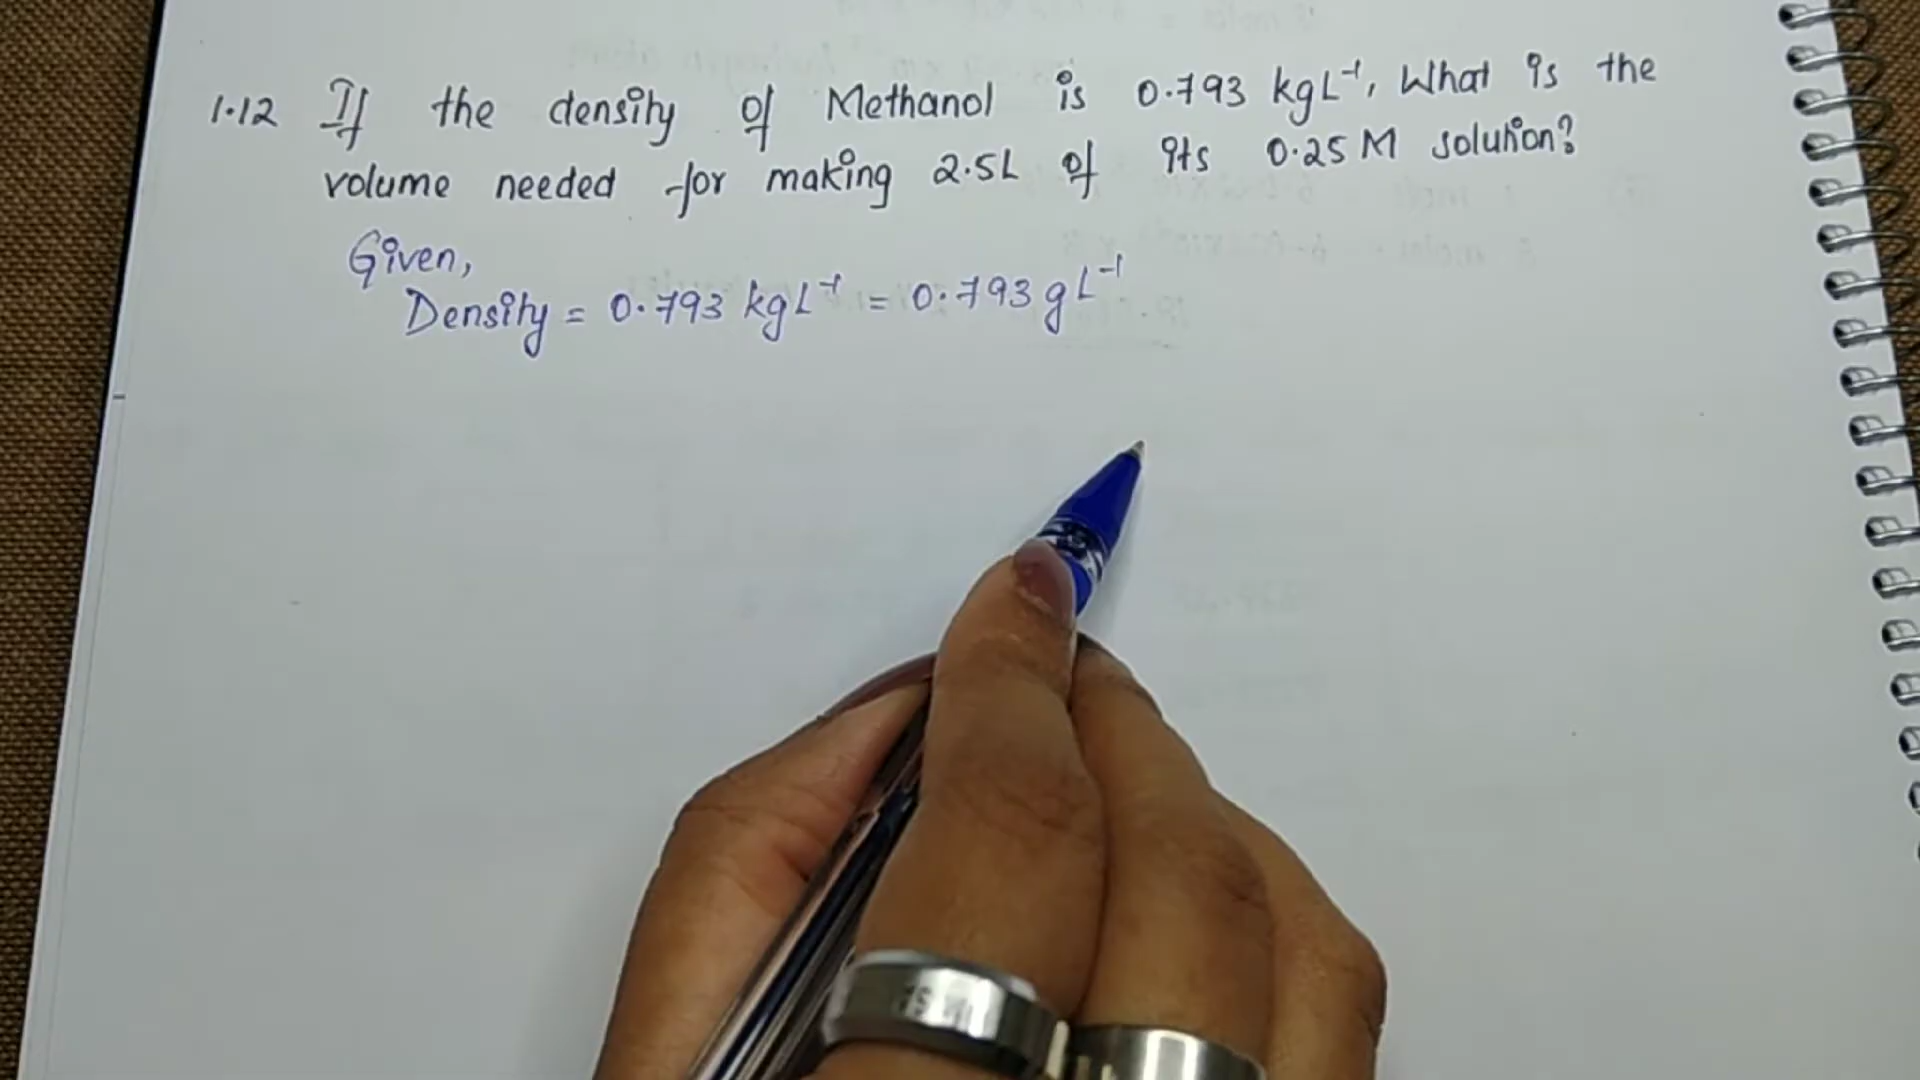 1.12 If the density of Methanol is 0.793 kgL⁻¹, What is the
volume needed for making 2.5L of its 0.25 M solution?
Given,
Density = 0.793 kgL⁻¹ = 0.793 gL⁻¹